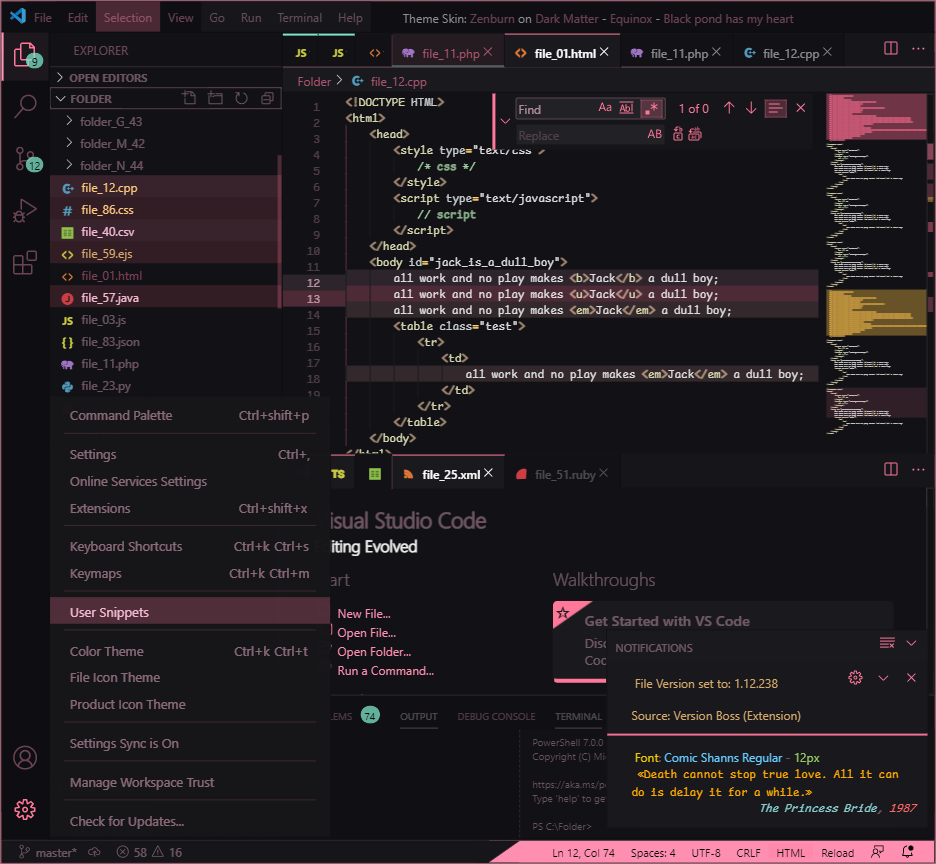 File Edit Selection View Go Run Terminal Help Theme Skin: Zenburn on Dark Matter - Equinox - Black pond has my heart
EXPLORER
JS JS <> file_11.php <> file_01.html file_11.php file_12.cpp
9
OPEN EDITORS
Folder > file_12.cpp
FOLDER
folder_G_43
folder_M_42
folder_N_44
file_12.cpp
# file_86.css
file_40.csv
<> file_59.ejs
<> file_01.html
file_57.java
JS file_03.js
{} file_83.json
file_11.php
file_23.py
12
1 <!DOCTYPE HTML>
2 <html>
3 <head>
4 <style type="text/css">
5 /* css */
6 </style>
7 <script type="text/javascript">
8 // script
9 </script>
10 </head>
11 <body id="jack_is_a_dull_boy">
12 all work and no play makes <b>Jack</b> a dull boy;
13 all work and no play makes <u>Jack</u> a dull boy;
14 all work and no play makes <em>Jack</em> a dull boy;
15 <table class="test">
16 <tr>
17 <td>
18 all work and no play makes <em>Jack</em> a dull boy;
</td>
</tr>
</table>
</body>
</html>
Find Aa Abl .* 1 of 0
Replace AB
Command Palette Ctrl+shift+p
Settings Ctrl+,
Online Services Settings
Extensions Ctrl+shift+x
Keyboard Shortcuts Ctrl+k Ctrl+s
Keymaps Ctrl+k Ctrl+m
User Snippets
Color Theme Ctrl+k Ctrl+t
File Icon Theme
Product Icon Theme
Settings Sync is On
Manage Workspace Trust
Check for Updates...
TS file_25.xml file_51.ruby
isual Studio Code
iting Evolved
art
New File...
Open File...
Open Folder...
Run a Command...
Walkthroughs
Get Started with VS Code
Disc
Coc
NOTIFICATIONS
File Version set to: 1.12.238
Source: Version Boss (Extension)
Font: Comic Shanns Regular - 12px
«Death cannot stop true love. All it can
do is delay it for a while.»
The Princess Bride, 1987
LEMS 74 OUTPUT DEBUG CONSOLE TERMINAL
PowerShell 7.0.0
Copyright (C) Mi
https://aka.ms/p
Type 'help' to ge
PS C:\Folder>
master* 58 16 Ln 12, Col 74 Spaces: 4 UTF-8 CRLF HTML Reload